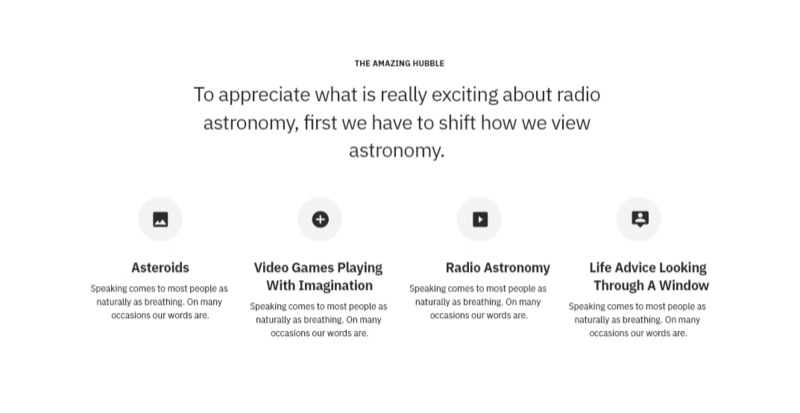 THE AMAZING HUBBLE
To appreciate what is really exciting about radio
astronomy, first we have to shift how we view
astronomy.
Asteroids
Speaking comes to most people as
naturally as breathing. On many
occasions our words are.
Video Games Playing
With Imagination
Speaking comes to most people as
naturally as breathing. On many
occasions our words are.
Radio Astronomy
Speaking comes to most people as
naturally as breathing. On many
occasions our words are.
Life Advice Looking
Through A Window
Speaking comes to most people as
naturally as breathing. On many
occasions our words are.